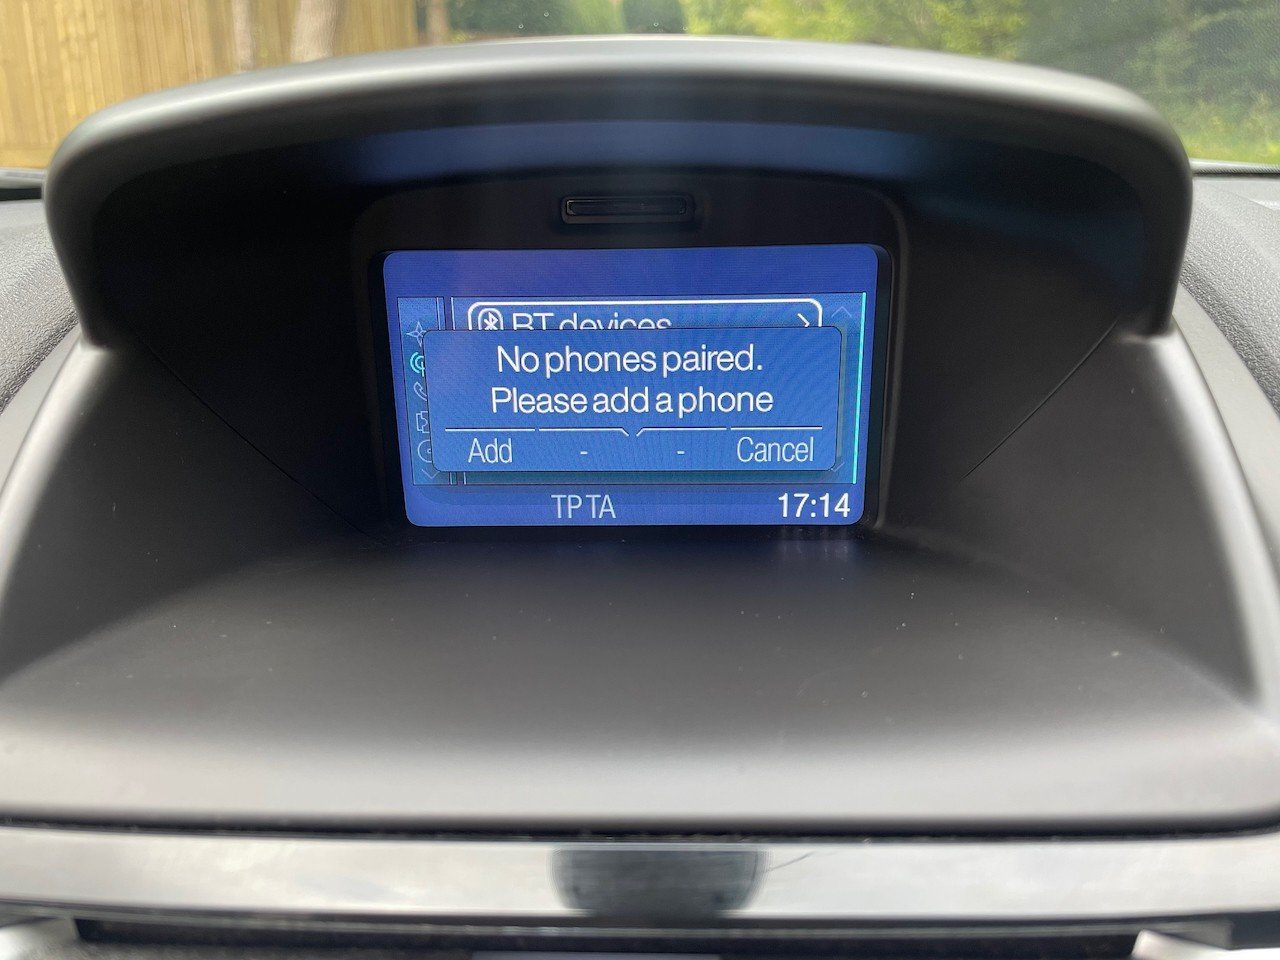 BT devices
No phones paired.
Please add a phone
Add - - Cancel
TP TA 17:14